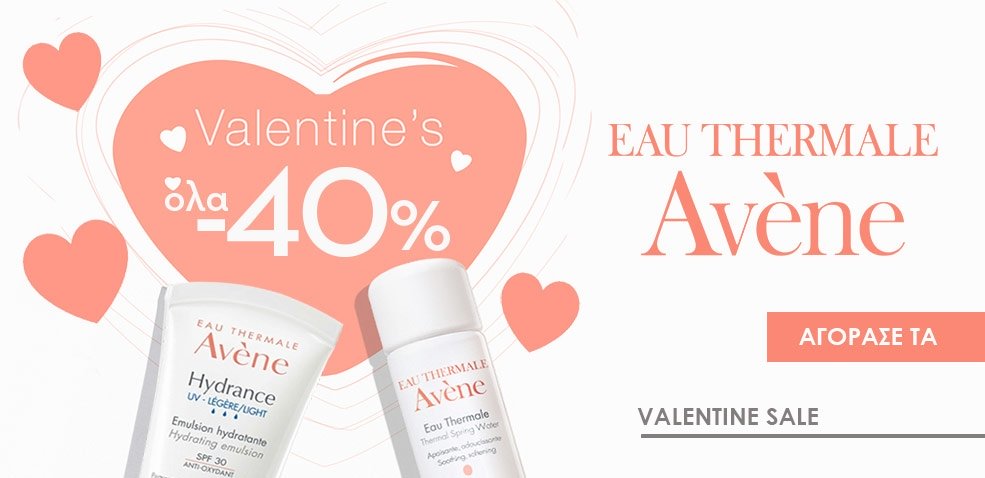 Valentine's
όλα
-40%
EAU THERMALE
Avène
ΑΓΟΡΑΣΕ ΤΑ
VALENTINE SALE
EAU THERMALE
Avène
Hydrance
UV - LÉGÈRE/LIGHT
Emulsion hydratante
Hydrating emulsion
SPF 30
ANTI-OXYDANT
EAU THERMALE
Avène
Eau Thermale
Thermal Spring Water
Apaisante, adoucissante
Soothing, softening